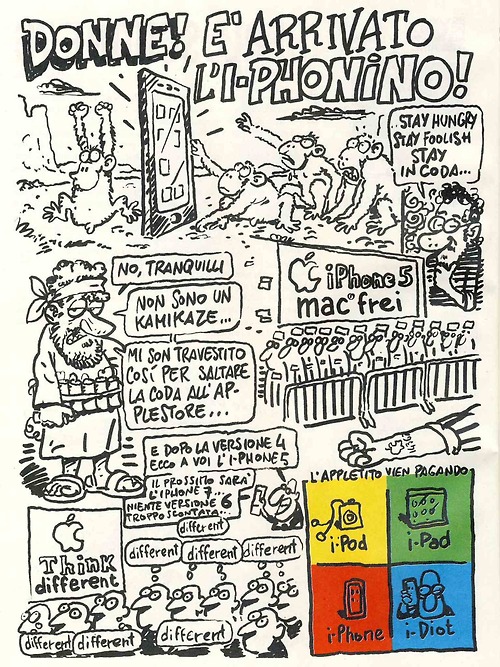 DONNE! E' ARRIVATO
L'I-PHONINO!
..STAY HUNGRY
STAY FOOLISH
STAY
IN CODA...
NO, TRANQUILLI
NON SONO UN
KAMIKAZE...
MI SON TRAVESTITO
COSÌ PER SALTARE
LA CODA ALL'AP-
PLESTORE...
iPhone 5
mac° frei
E DOPO LA VERSIONE 4
ECCO A VOI L'I-PHONE 5
IL PROSSIMO SARA'
L'IPHONE 7...
NIENTE VERSIONE 6
TROPPO SCONTATA...
Think
different
different
different
different
different
different
different
different
L'APPLETITO VIEN PAGANDO
i-Pod
i-Pad
i-Phone
i-Diot